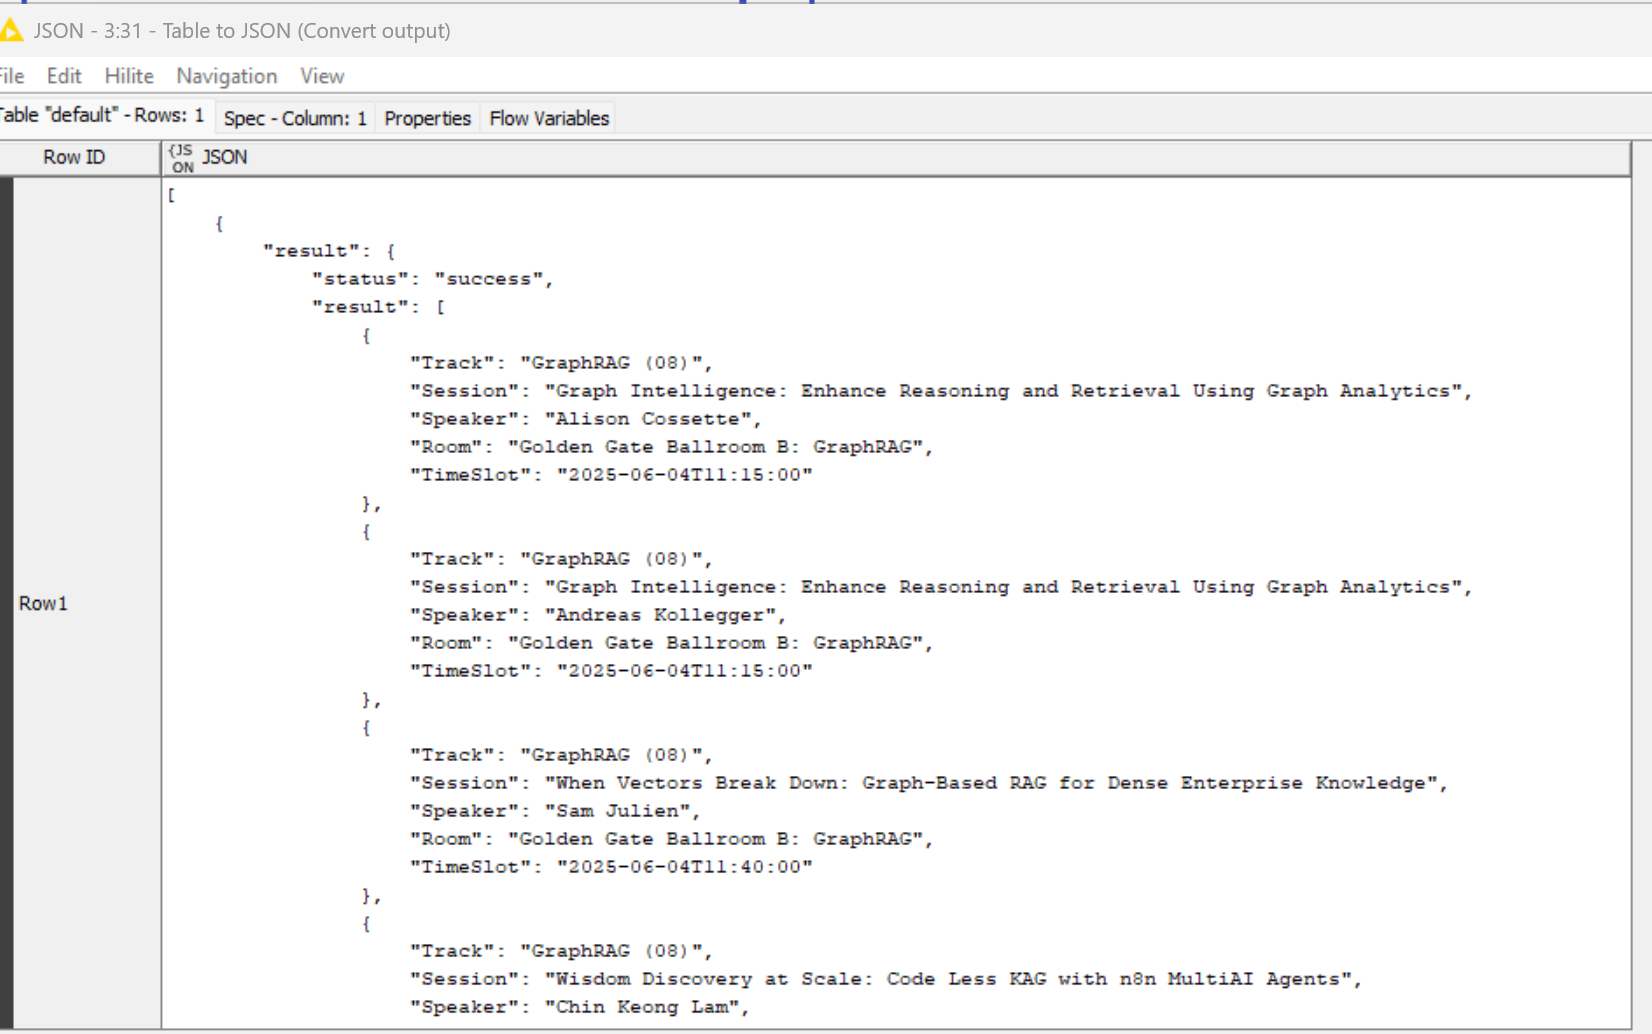 JSON - 3:31 - Table to JSON (Convert output)
File Edit Hilite Navigation View
Table "default" - Rows: 1 Spec - Column: 1 Properties Flow Variables
Row ID {JSON JSON
[
{
"result": {
"status": "success",
"result": [
{
"Track": "GraphRAG (08)",
"Session": "Graph Intelligence: Enhance Reasoning and Retrieval Using Graph Analytics",
"Speaker": "Alison Cossette",
"Room": "Golden Gate Ballroom B: GraphRAG",
"TimeSlot": "2025-06-04T11:15:00"
},
{
"Track": "GraphRAG (08)",
"Session": "Graph Intelligence: Enhance Reasoning and Retrieval Using Graph Analytics",
Row1
"Speaker": "Andreas Kollegger",
"Room": "Golden Gate Ballroom B: GraphRAG",
"TimeSlot": "2025-06-04T11:15:00"
},
{
"Track": "GraphRAG (08)",
"Session": "When Vectors Break Down: Graph-Based RAG for Dense Enterprise Knowledge",
"Speaker": "Sam Julien",
"Room": "Golden Gate Ballroom B: GraphRAG",
"TimeSlot": "2025-06-04T11:40:00"
},
{
"Track": "GraphRAG (08)",
"Session": "Wisdom Discovery at Scale: Code Less KAG with n8n MultiAI Agents",
"Speaker": "Chin Keong Lam",